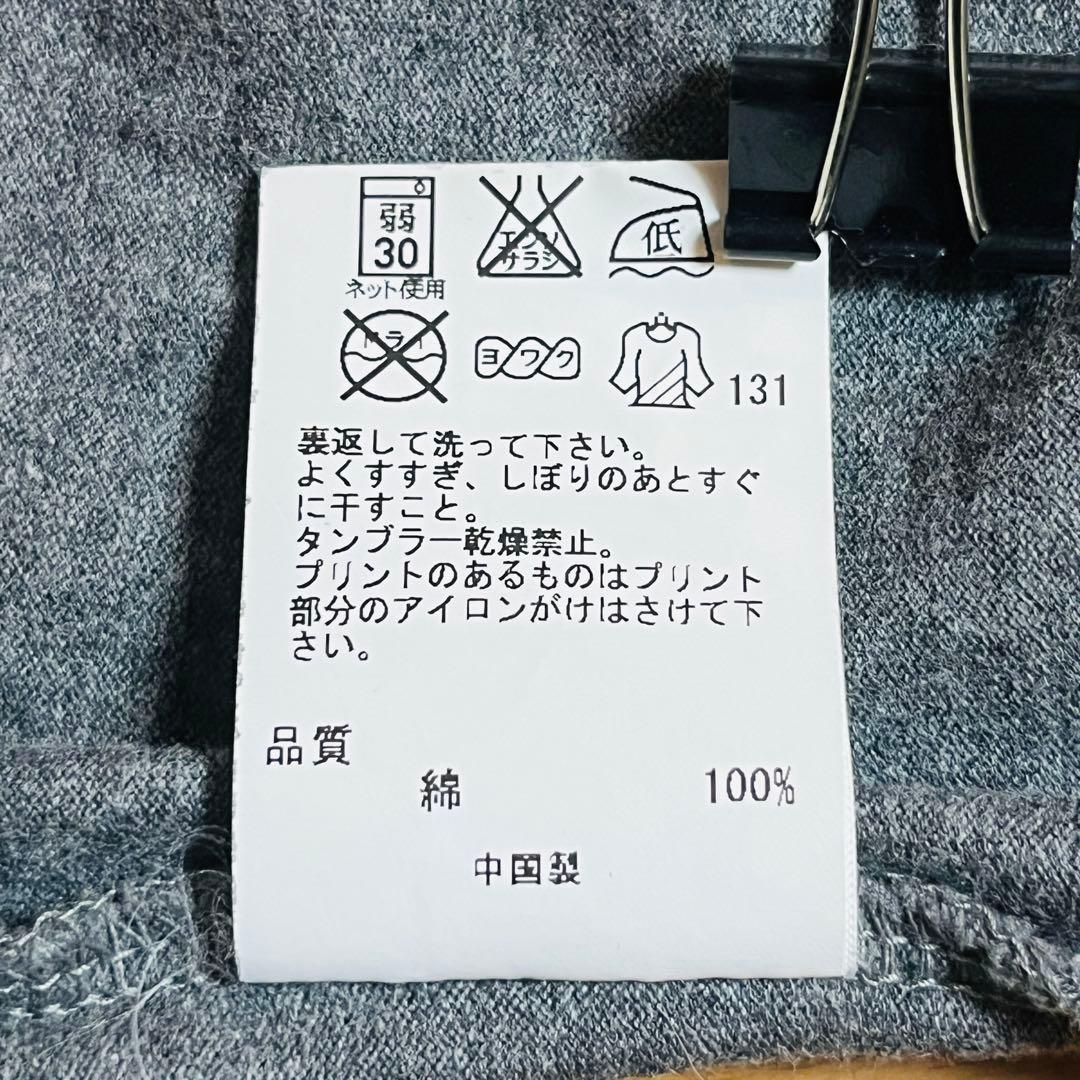 弱
30
ネット使用
エンソ
サラシ
低
ドライ
ヨワク
131
裏返して洗って下さい。
よくすすぎ、しぼりのあとすぐ
に干すこと。
タンブラー乾燥禁止。
プリントのあるものはプリント
部分のアイロンがけはさけて下
さい。
品質
綿 100%
中国製